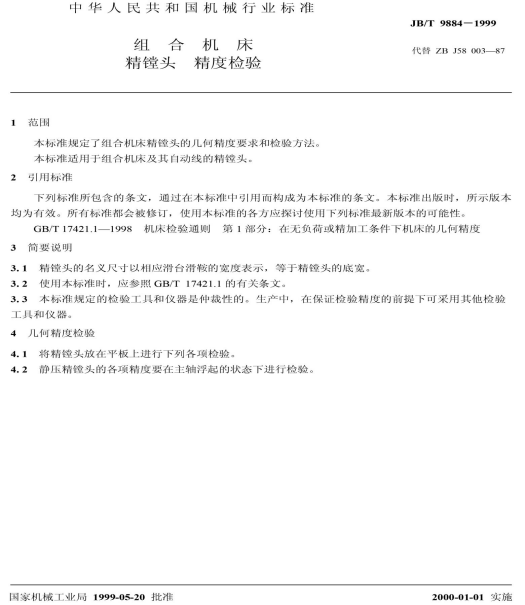 中华人民共和国机械行业标准
JB/T 9884－1999
组 合 机 床
精镗头 精度检验
代替 ZB J58 003—87
1 范围
本标准规定了组合机床精镗头的几何精度要求和检验方法。
本标准适用于组合机床及其自动线的精镗头。
2 引用标准
下列标准所包含的条文，通过在本标准中引用而构成为本标准的条文。本标准出版时，所示版本
均为有效。所有标准都会被修订，使用本标准的各方应探讨使用下列标准最新版本的可能性。
GB/T 17421.1—1998 机床检验通则 第 1 部分：在无负荷或精加工条件下机床的几何精度
3 简要说明
3.1 精镗头的名义尺寸以相应滑台滑鞍的宽度表示，等于精镗头的底宽。
3.2 使用本标准时，应参照 GB/T 17421.1 的有关条文。
3.3 本标准规定的检验工具和仪器是仲裁性的。生产中，在保证检验精度的前提下可采用其他检验
工具和仪器。
4 几何精度检验
4.1 将精镗头放在平板上进行下列各项检验。
4.2 静压精镗头的各项精度要在主轴浮起的状态下进行检验。
国家机械工业局 1999-05-20 批准
2000-01-01 实施